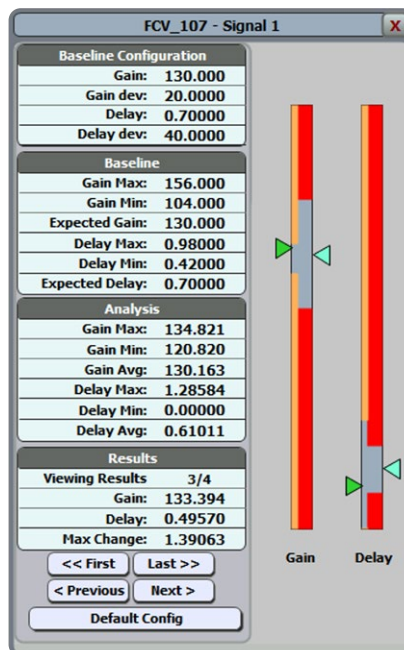 FCV_107 - Signal 1 X
Baseline Configuration
Gain: 130.000
Gain dev: 20.0000
Delay: 0.70000
Delay dev: 40.0000
Baseline
Gain Max: 156.000
Gain Min: 104.000
Expected Gain: 130.000
Delay Max: 0.98000
Delay Min: 0.42000
Expected Delay: 0.70000
Analysis
Gain Max: 134.821
Gain Min: 120.820
Gain Avg: 130.163
Delay Max: 1.28584
Delay Min: 0.00000
Delay Avg: 0.61011
Results
Viewing Results 3/4
Gain: 133.394
Delay: 0.49570
Max Change: 1.39063
<< First Last >>
< Previous Next >
Default Config
Gain Delay